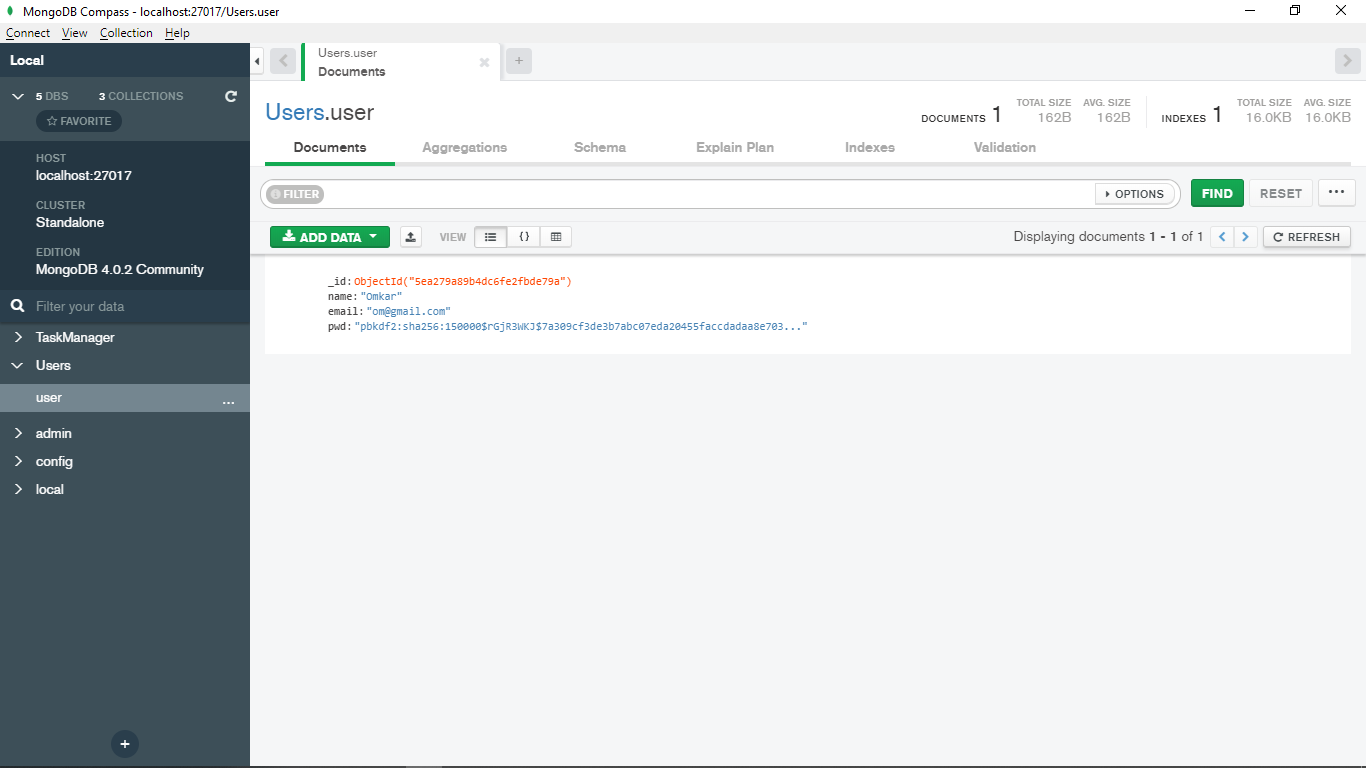 MongoDB Compass - localhost:27017/Users.user
Connect View Collection Help
Local
5 DBS 3 COLLECTIONS
FAVORITE
HOST
localhost:27017
CLUSTER
Standalone
EDITION
MongoDB 4.0.2 Community
Filter your data
TaskManager
Users
user ...
admin
config
local
+
Users.user
Documents
+
Users.user
DOCUMENTS 1 TOTAL SIZE 162B AVG. SIZE 162B INDEXES 1 TOTAL SIZE 16.0KB AVG. SIZE 16.0KB
Documents Aggregations Schema Explain Plan Indexes Validation
FILTER OPTIONS FIND RESET ...
ADD DATA VIEW {} Displaying documents 1 - 1 of 1 < > REFRESH
_id: ObjectId("5ea279a89b4dc6fe2fbde79a")
name: "Omkar"
email: "om@gmail.com"
pwd: "pbkdf2:sha256:150000$rGjR3WKJ$7a309cf3de3b7abc07eda20455faccdadaa8e703..."